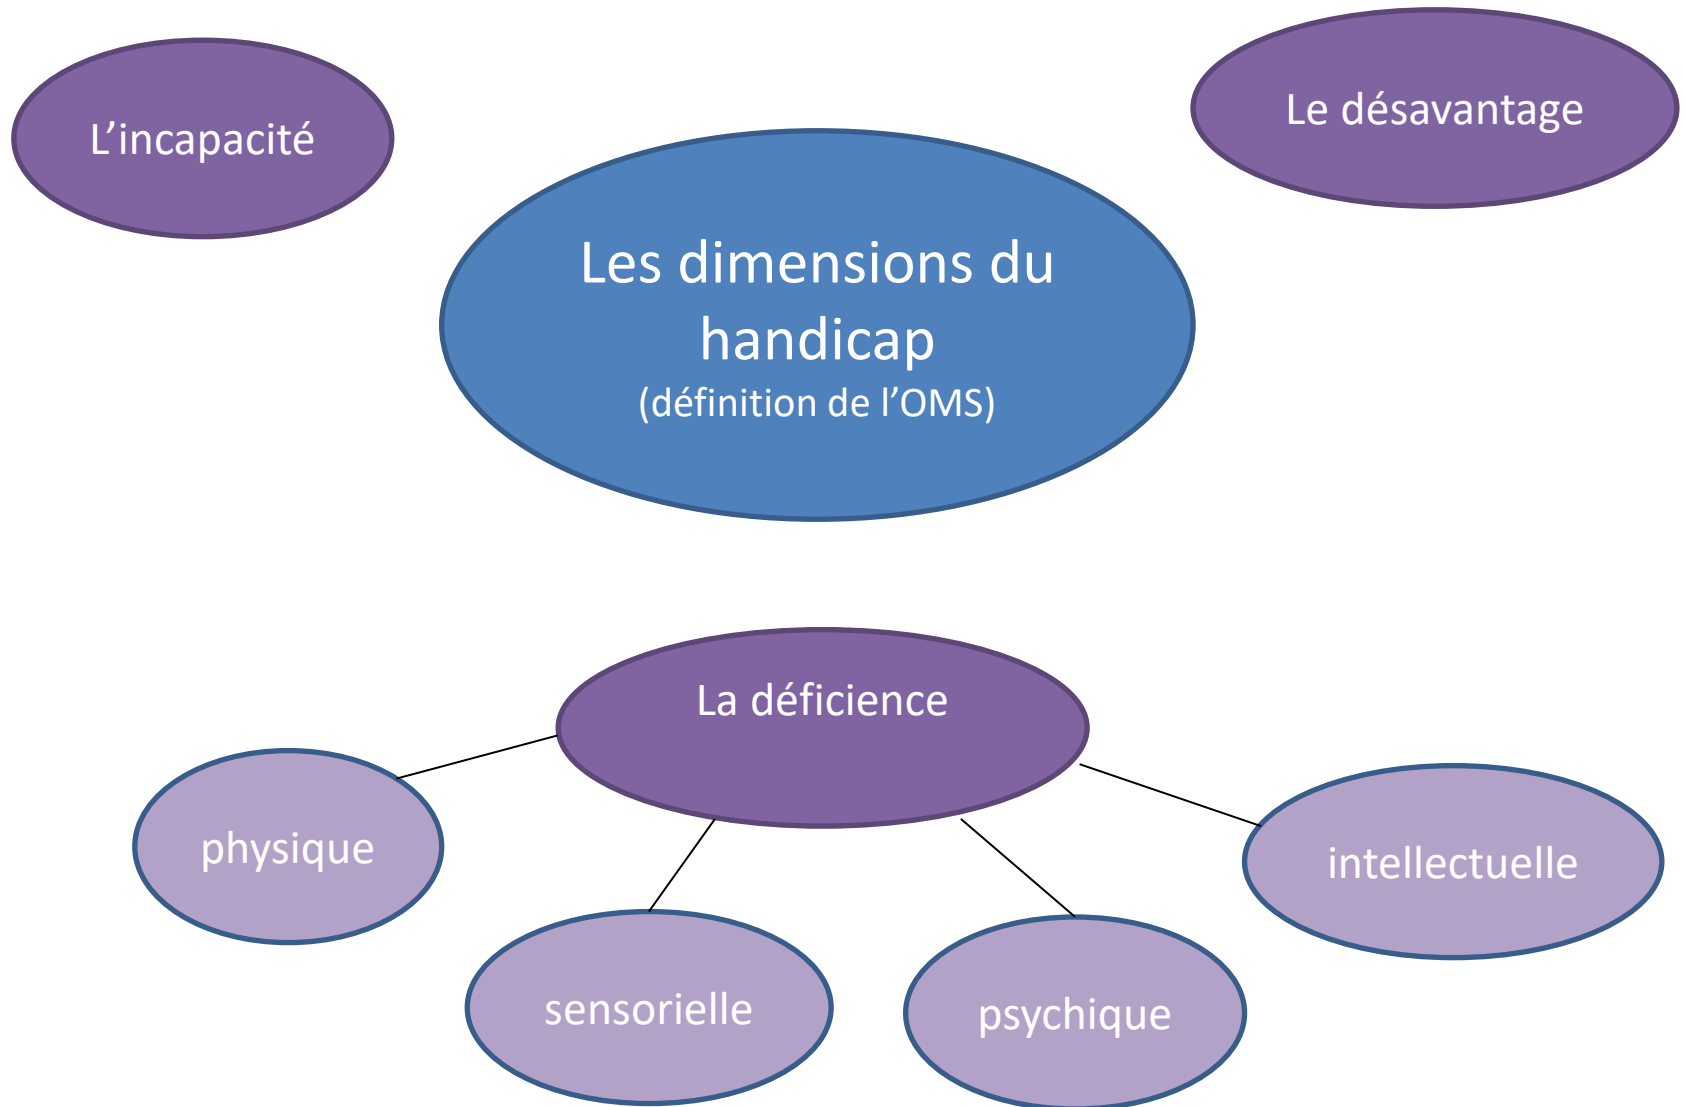 L’incapacité
Le désavantage
Les dimensions du
handicap
(définition de l’OMS)
La déficience
physique
intellectuelle
sensorielle
psychique